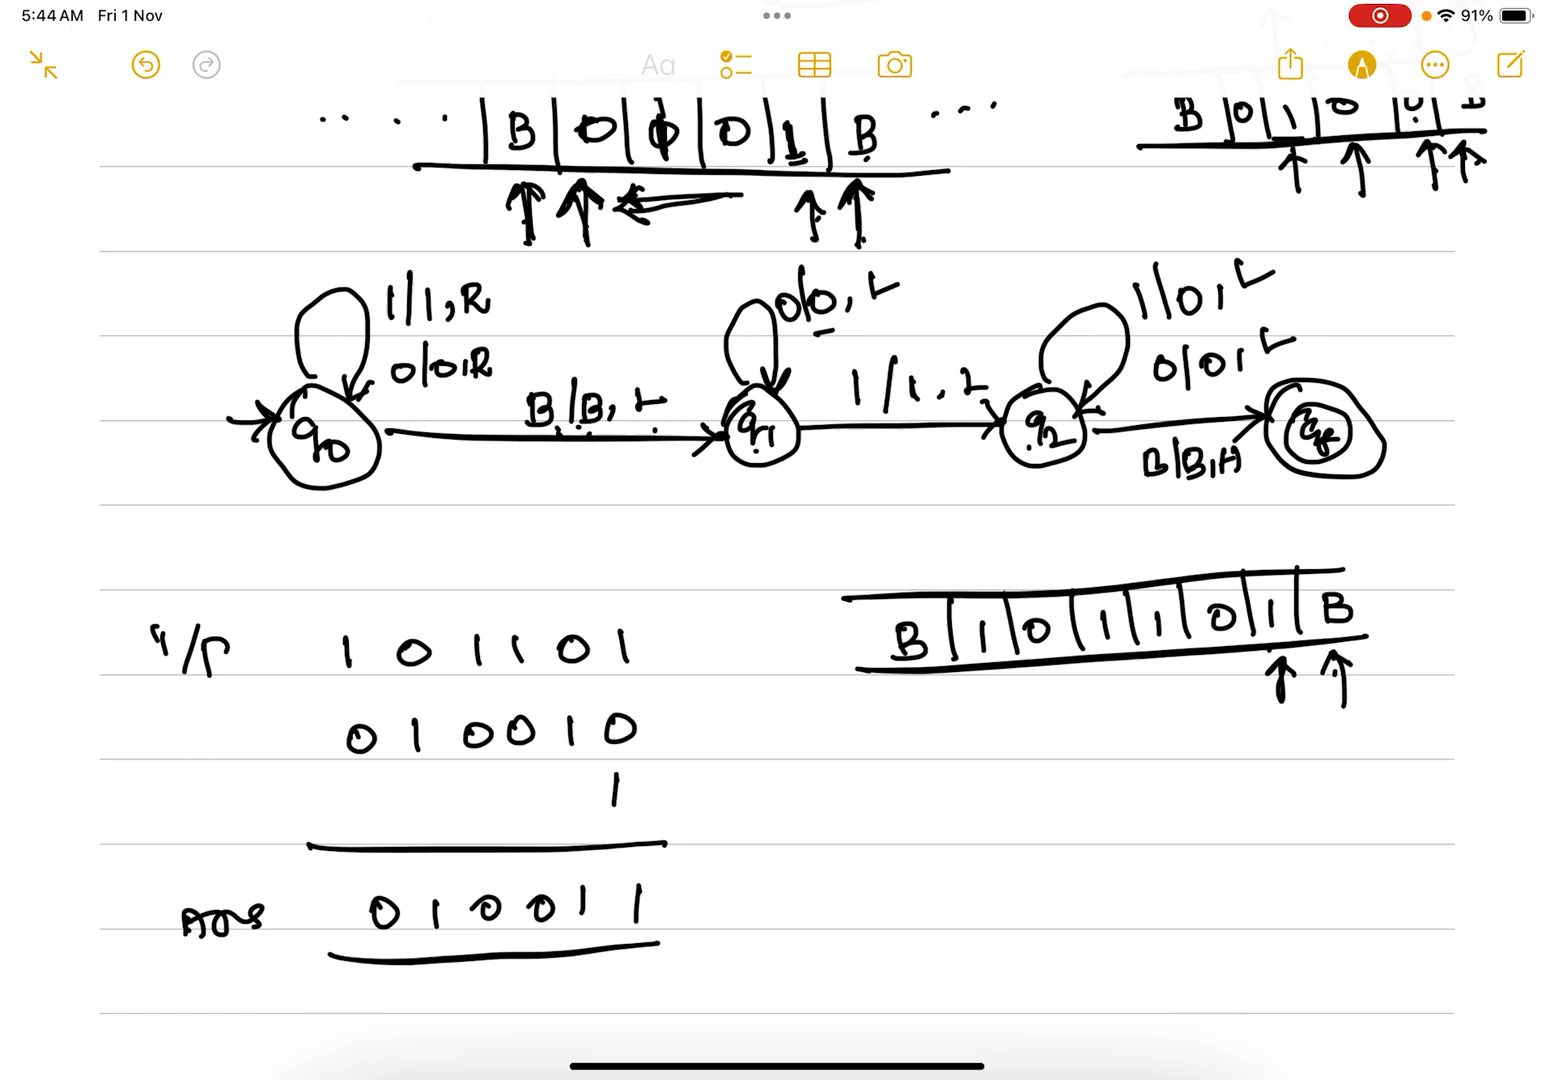 5:44 AM Fri 1 Nov
91%
Aa
B 0 0 0 1 B
B 0 1 0 0 B
1/1, R
0/0, R
0/0, L
1/0, L
0/0, L
B/B, L
1/1, L
B/B, H
q0 q1 q2 qf
I/P 1 0 1 1 0 1
B 1 0 1 1 0 1 B
0 1 0 0 1 0
1
Ans 0 1 0 0 1 1